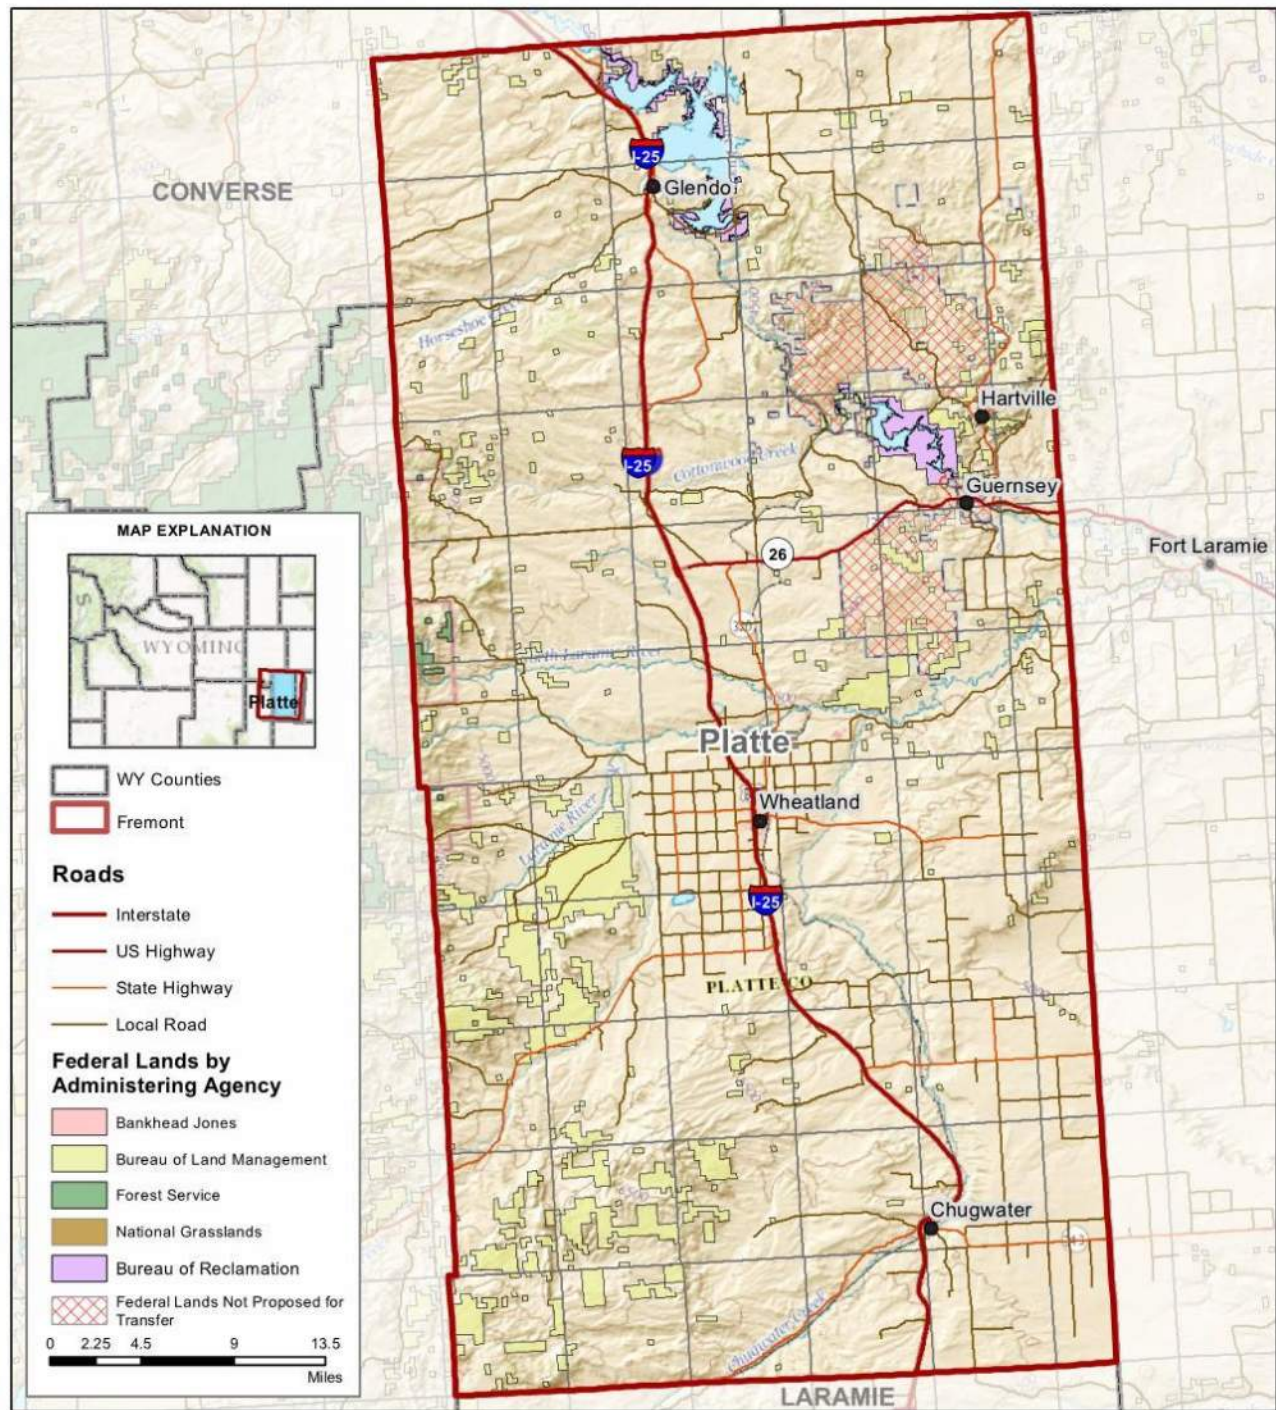 CONVERSE
I-25
Glendo
Horseshoe
Hartville
I-25
Cottonwood Creek
Guernsey
26
Fort Laramie
Laramie River
Platte
Wheatland
Laramie River
I-25
PLATTE CO
6500
Chugwater
Chugwater Creek
LARAMIE
MAP EXPLANATION
WYOMING
Platte
WY Counties
Fremont
Roads
Interstate
US Highway
State Highway
Local Road
Federal Lands by
Administering Agency
Bankhead Jones
Bureau of Land Management
Forest Service
National Grasslands
Bureau of Reclamation
Federal Lands Not Proposed for
Transfer
0 2.25 4.5 9 13.5
Miles